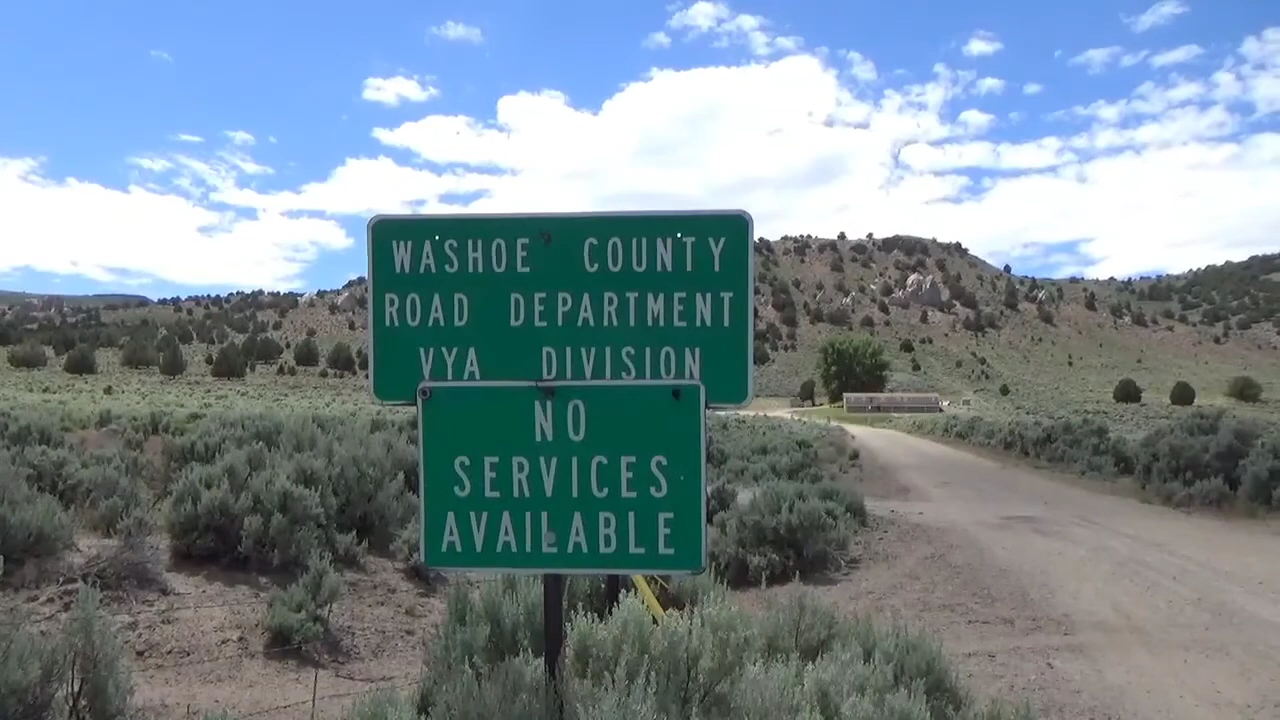 WASHOE COUNTY
ROAD DEPARTMENT
VYA DIVISION
NO
SERVICES
AVAILABLE